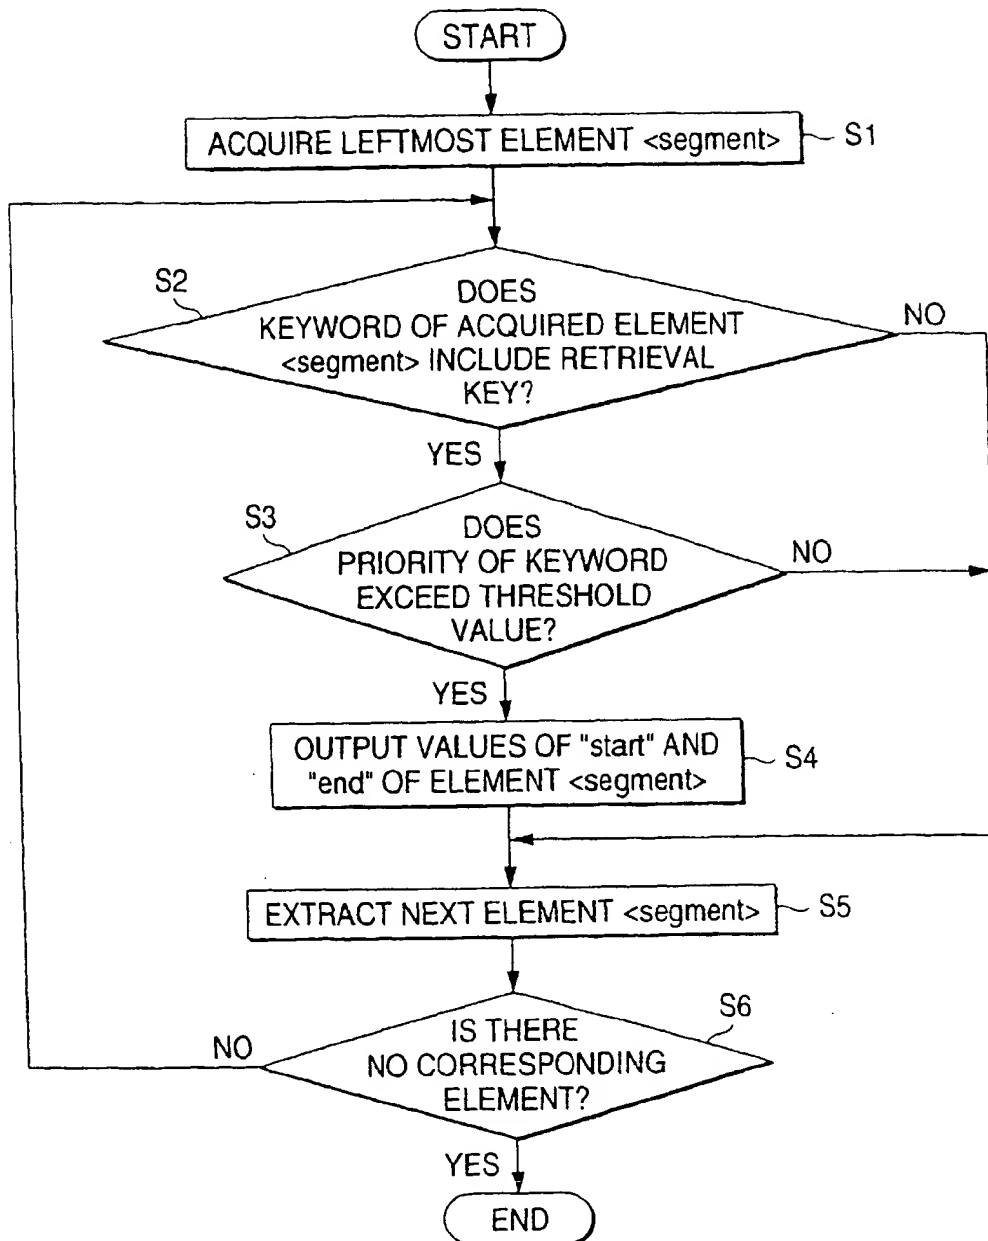 START
ACQUIRE LEFTMOST ELEMENT <segment>
S1
S2
DOES
KEYWORD OF ACQUIRED ELEMENT
<segment> INCLUDE RETRIEVAL
KEY?
NO
YES
S3
DOES
PRIORITY OF KEYWORD
EXCEED THRESHOLD
VALUE?
NO
YES
OUTPUT VALUES OF "start" AND
"end" OF ELEMENT <segment>
S4
EXTRACT NEXT ELEMENT <segment>
S5
S6
IS THERE
NO CORRESPONDING
ELEMENT?
NO
YES
END